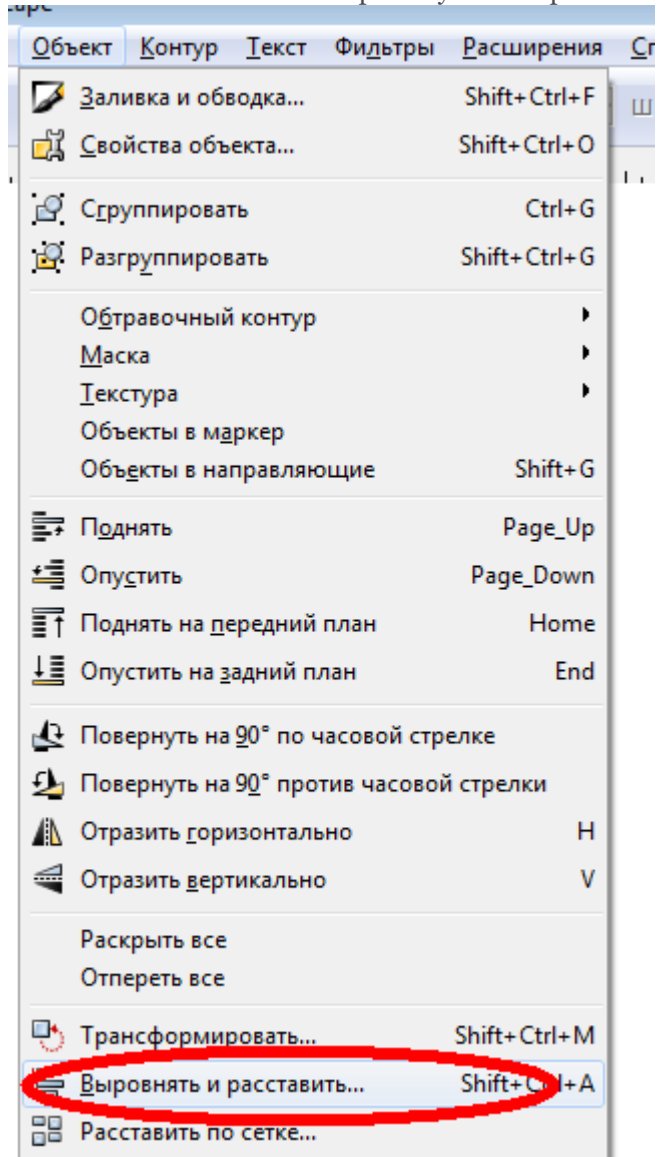 Объект Контур Текст Фильтры Расширения
Заливка и обводка... Shift+Ctrl+F
Свойства объекта... Shift+Ctrl+O
Сгруппировать Ctrl+G
Разгруппировать Shift+Ctrl+G
Обтравочный контур
Маска
Текстура
Объекты в маркер
Объекты в направляющие Shift+G
Поднять Page_Up
Опустить Page_Down
Поднять на передний план Home
Опустить на задний план End
Повернуть на 90° по часовой стрелке
Повернуть на 90° против часовой стрелки
Отразить горизонтально H
Отразить вертикально V
Раскрыть все
Отпереть все
Трансформировать... Shift+Ctrl+M
Выровнять и расставить... Shift+Ctrl+A
Расставить по сетке...